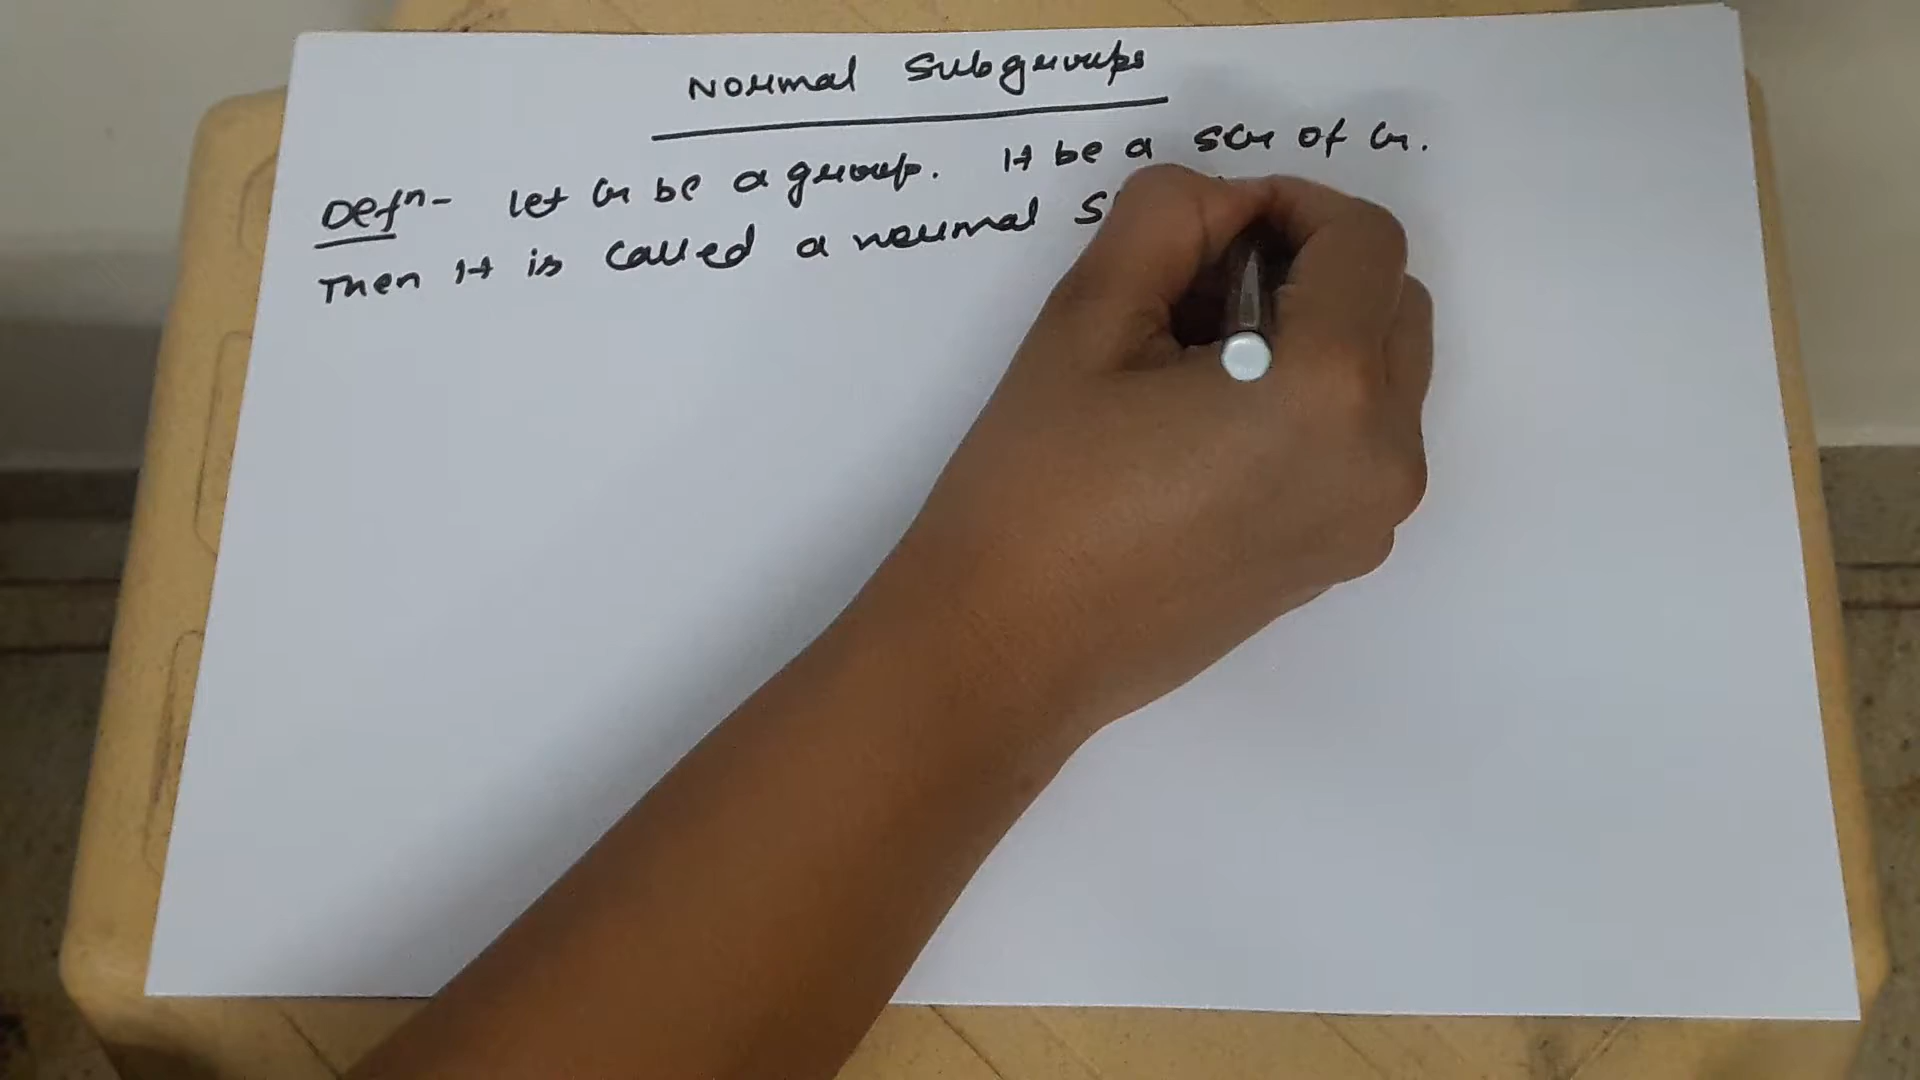 Normal Subgroups
Defn- Let G be a group. H be a SG of G.
Then H is called a normal